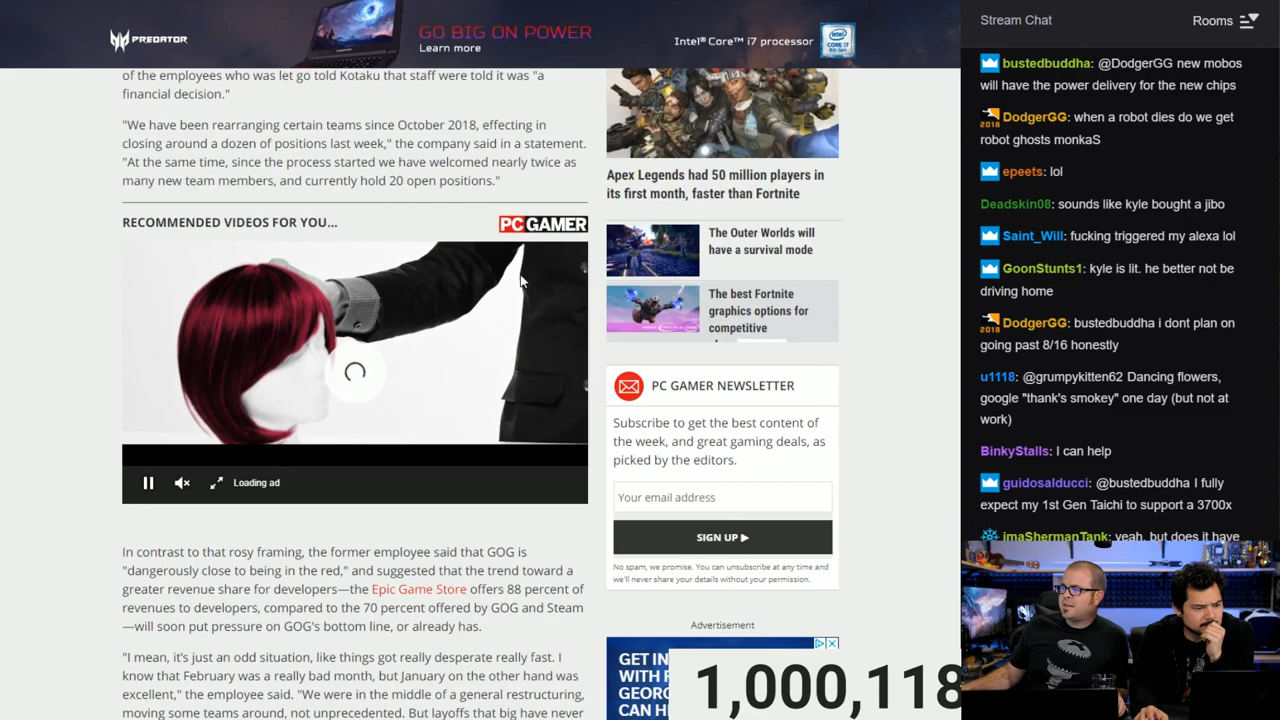 PREDATOR
GO BIG ON POWER
Learn more
Intel® Core™ i7 processor
intel
CORE i7
8th Gen
of the employees who was let go told Kotaku that staff were told it was "a
financial decision."
"We have been rearranging certain teams since October 2018, effecting in
closing around a dozen of positions last week," the company said in a statement.
"At the same time, since the process started we have welcomed nearly twice as
many new team members, and currently hold 20 open positions."
RECOMMENDED VIDEOS FOR YOU...
PC GAMER
Loading ad
In contrast to that rosy framing, the former employee said that GOG is
"dangerously close to being in the red," and suggested that the trend toward a
greater revenue share for developers—the Epic Game Store offers 88 percent of
revenues to developers, compared to the 70 percent offered by GOG and Steam
—will soon put pressure on GOG's bottom line, or already has.
"I mean, it's just an odd situation, like things got really desperate really fast. I
know that February was a really bad month, but January on the other hand was
excellent," the employee said. "We were in the middle of a general restructuring,
moving some teams around, not unprecedented. But layoffs that big have never
Apex Legends had 50 million players in
its first month, faster than Fortnite
The Outer Worlds will
have a survival mode
The best Fortnite
graphics options for
competitive
PC GAMER NEWSLETTER
Subscribe to get the best content of
the week, and great gaming deals, as
picked by the editors.
Your email address
SIGN UP ▶
No spam, we promise. You can unsubscribe at any time and
we'll never share your details without your permission.
Advertisement
GET IN
WITH
GEORG
CAN HE
1,000,118
Stream Chat
Rooms
bustedbuddha: @DodgerGG new mobos
will have the power delivery for the new chips
2018 DodgerGG: when a robot dies do we get
robot ghosts monkaS
epeets: lol
Deadskin08: sounds like kyle bought a jibo
Saint_Will: fucking triggered my alexa lol
GoonStunts1: kyle is lit. he better not be
driving home
2018 DodgerGG: bustedbuddha i dont plan on
going past 8/16 honestly
u1118: @grumpykitten62 Dancing flowers,
google "thank's smokey" one day (but not at
work)
BinkyStalls: I can help
guidosalducci: @bustedbuddha I fully
expect my 1st Gen Taichi to support a 3700x
imaShermanTank: yeah, but does it have